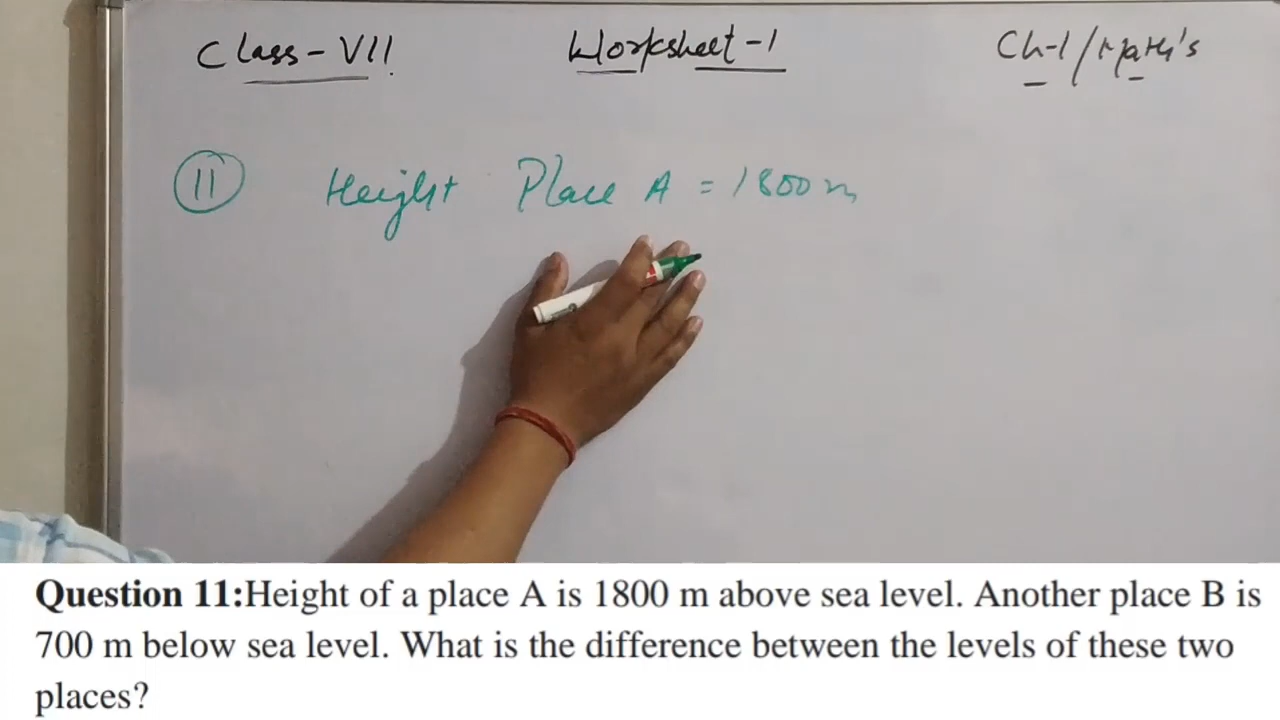 Class-VII
Worksheet-1
Ch-1/Math's
11 Height Place A = 1800 m
Question 11:Height of a place A is 1800 m above sea level. Another place B is
700 m below sea level. What is the difference between the levels of these two
places?